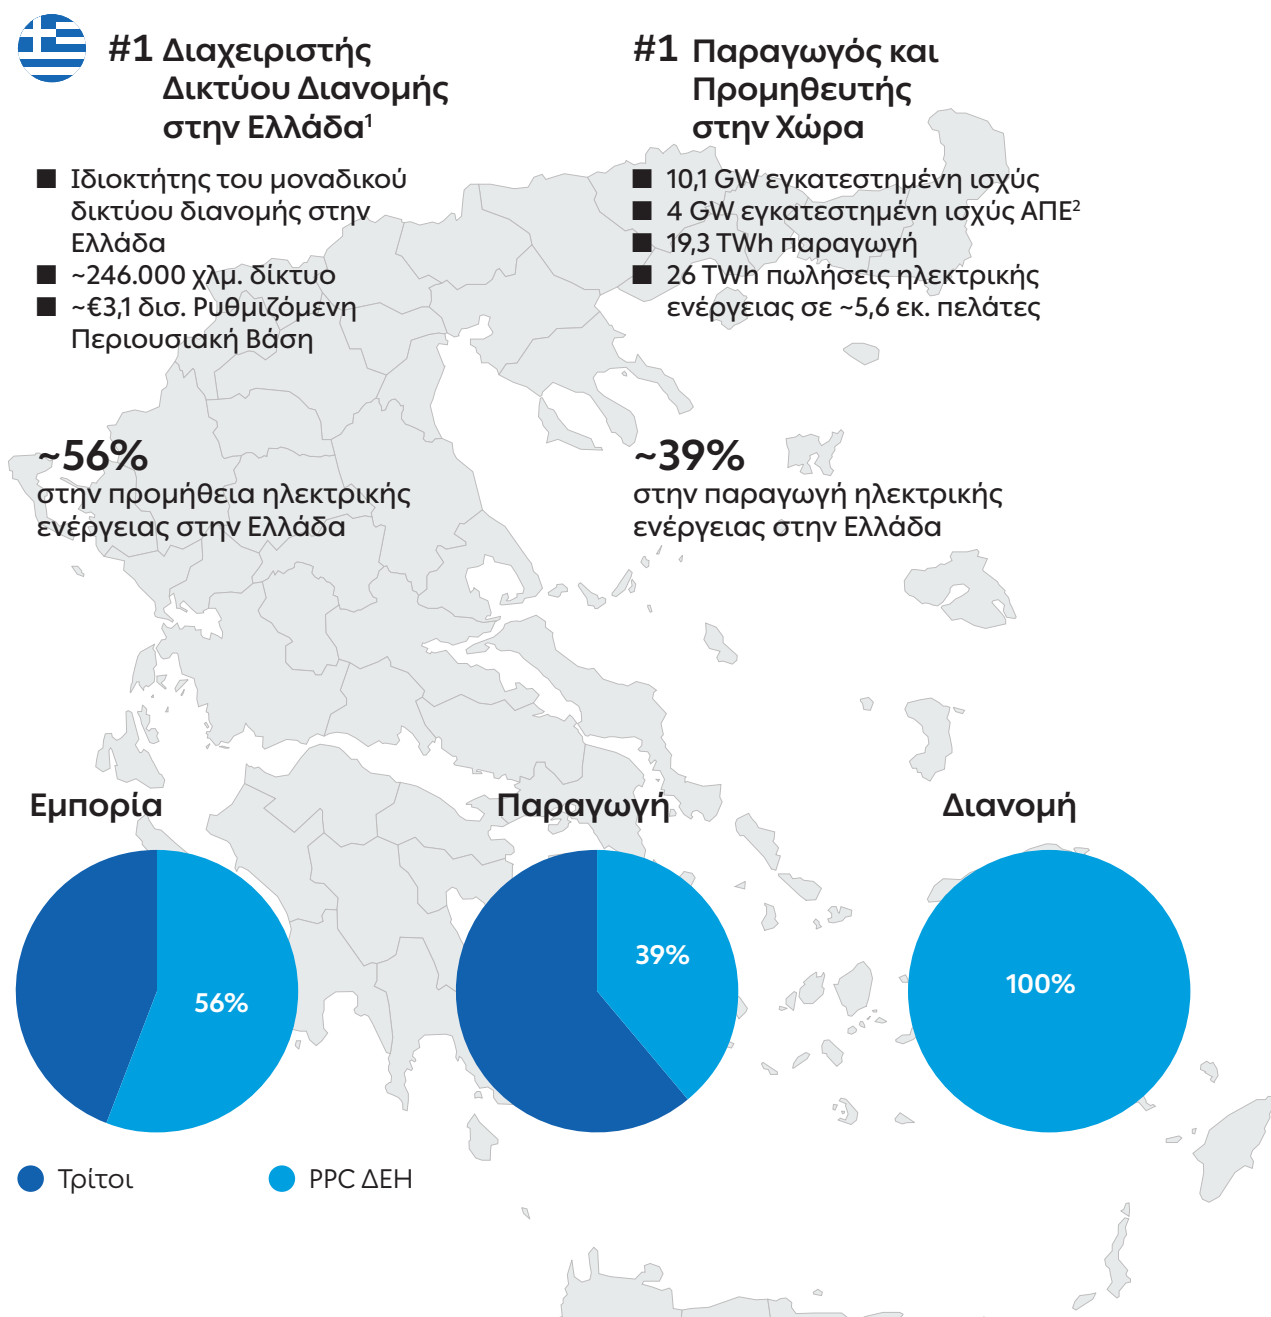 #1 Διαχειριστής
Δικτύου Διανομής
στην Ελλάδα¹
■ Ιδιοκτήτης του μοναδικού
δικτύου διανομής στην
Ελλάδα
■ ~246.000 χλμ. δίκτυο
■ ~€3,1 δισ. Ρυθμιζόμενη
Περιουσιακή Βάση
~56%
στην προμήθεια ηλεκτρικής
ενέργειας στην Ελλάδα
#1 Παραγωγός και
Προμηθευτής
στην Χώρα
■ 10,1 GW εγκατεστημένη ισχύς
■ 4 GW εγκατεστημένη ισχύς ΑΠΕ²
■ 19,3 TWh παραγωγή
■ 26 TWh πωλήσεις ηλεκτρικής
ενέργειας σε ~5,6 εκ. πελάτες
~39%
στην παραγωγή ηλεκτρικής
ενέργειας στην Ελλάδα
Εμπορία
56%
Παραγωγή
39%
Διανομή
100%
Τρίτοι
PPC ΔΕΗ